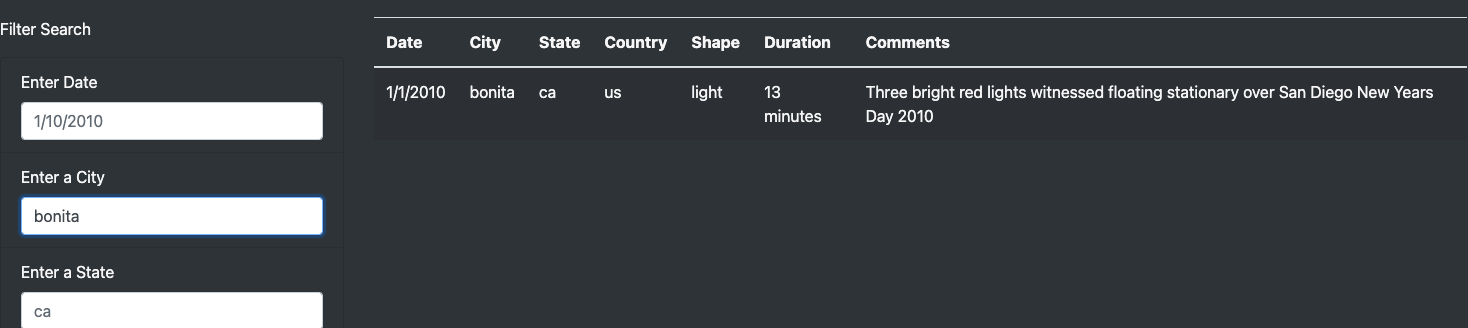 Filter Search
Enter Date
1/10/2010
Enter a City
bonita
Enter a State
ca
Date City State Country Shape Duration Comments
1/1/2010 bonita ca us light 13 Three bright red lights witnessed floating stationary over San Diego New Years
minutes Day 2010